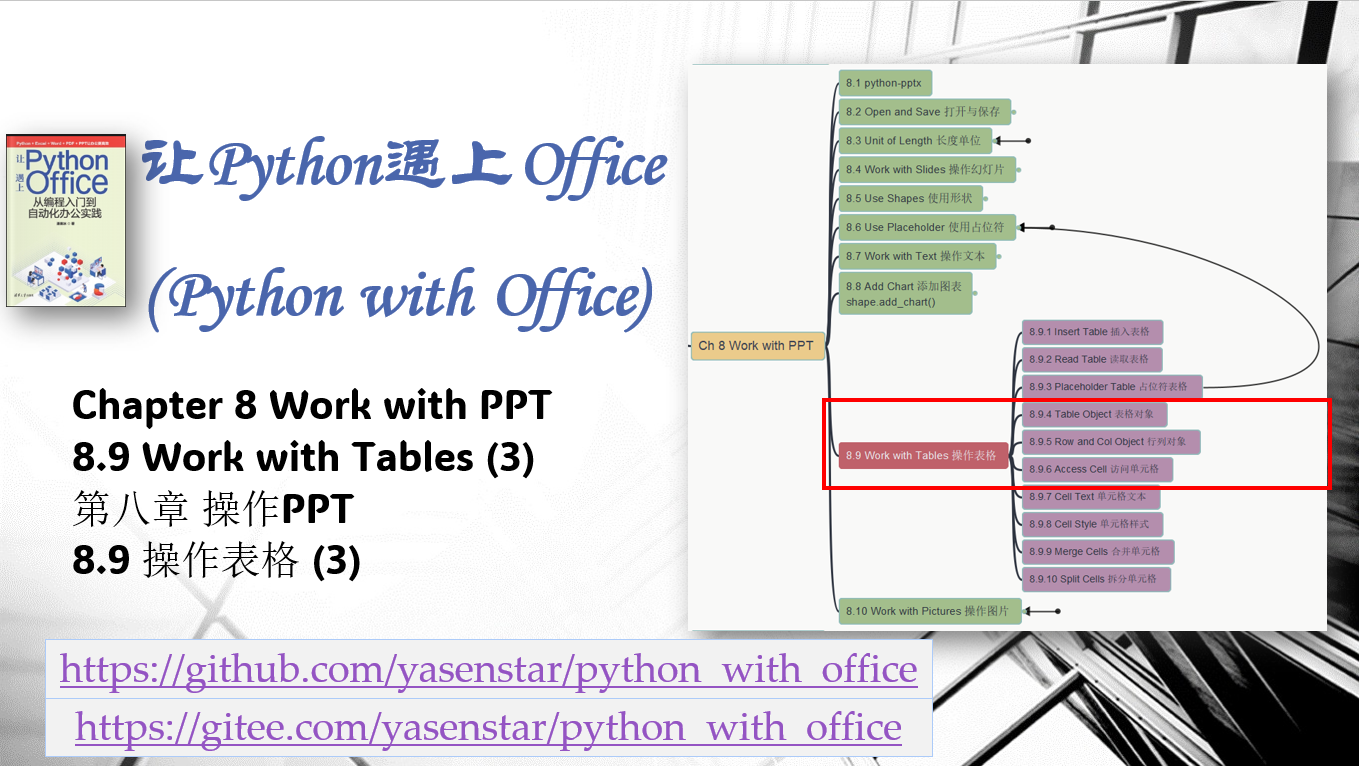 Python + Excel + Word + PDF + PPT
让
Python
遇上
Office
从编程入门到
自动化办公实践
让Python遇上Office
(Python with Office)
Chapter 8 Work with PPT
8.9 Work with Tables (3)
第八章 操作PPT
8.9 操作表格 (3)
Ch 8 Work with PPT
8.1 python-pptx
8.2 Open and Save 打开与保存
8.3 Unit of Length 长度单位
8.4 Work with Slides 操作幻灯片
8.5 Use Shapes 使用形状
8.6 Use Placeholder 使用占位符
8.7 Work with Text 操作文本
8.8 Add Chart 添加图表
shape.add_chart()
8.9 Work with Tables 操作表格
8.9.1 Insert Table 插入表格
8.9.2 Read Table 读取表格
8.9.3 Placeholder Table 占位符表格
8.9.4 Table Object 表格对象
8.9.5 Row and Col Object 行列对象
8.9.6 Access Cell 访问单元格
8.9.7 Cell Text 单元格文本
8.9.8 Cell Style 单元格样式
8.9.9 Merge Cells 合并单元格
8.9.10 Split Cells 拆分单元格
8.10 Work with Pictures 操作图片
https://github.com/yasenstar/python_with_office
https://gitee.com/yasenstar/python_with_office